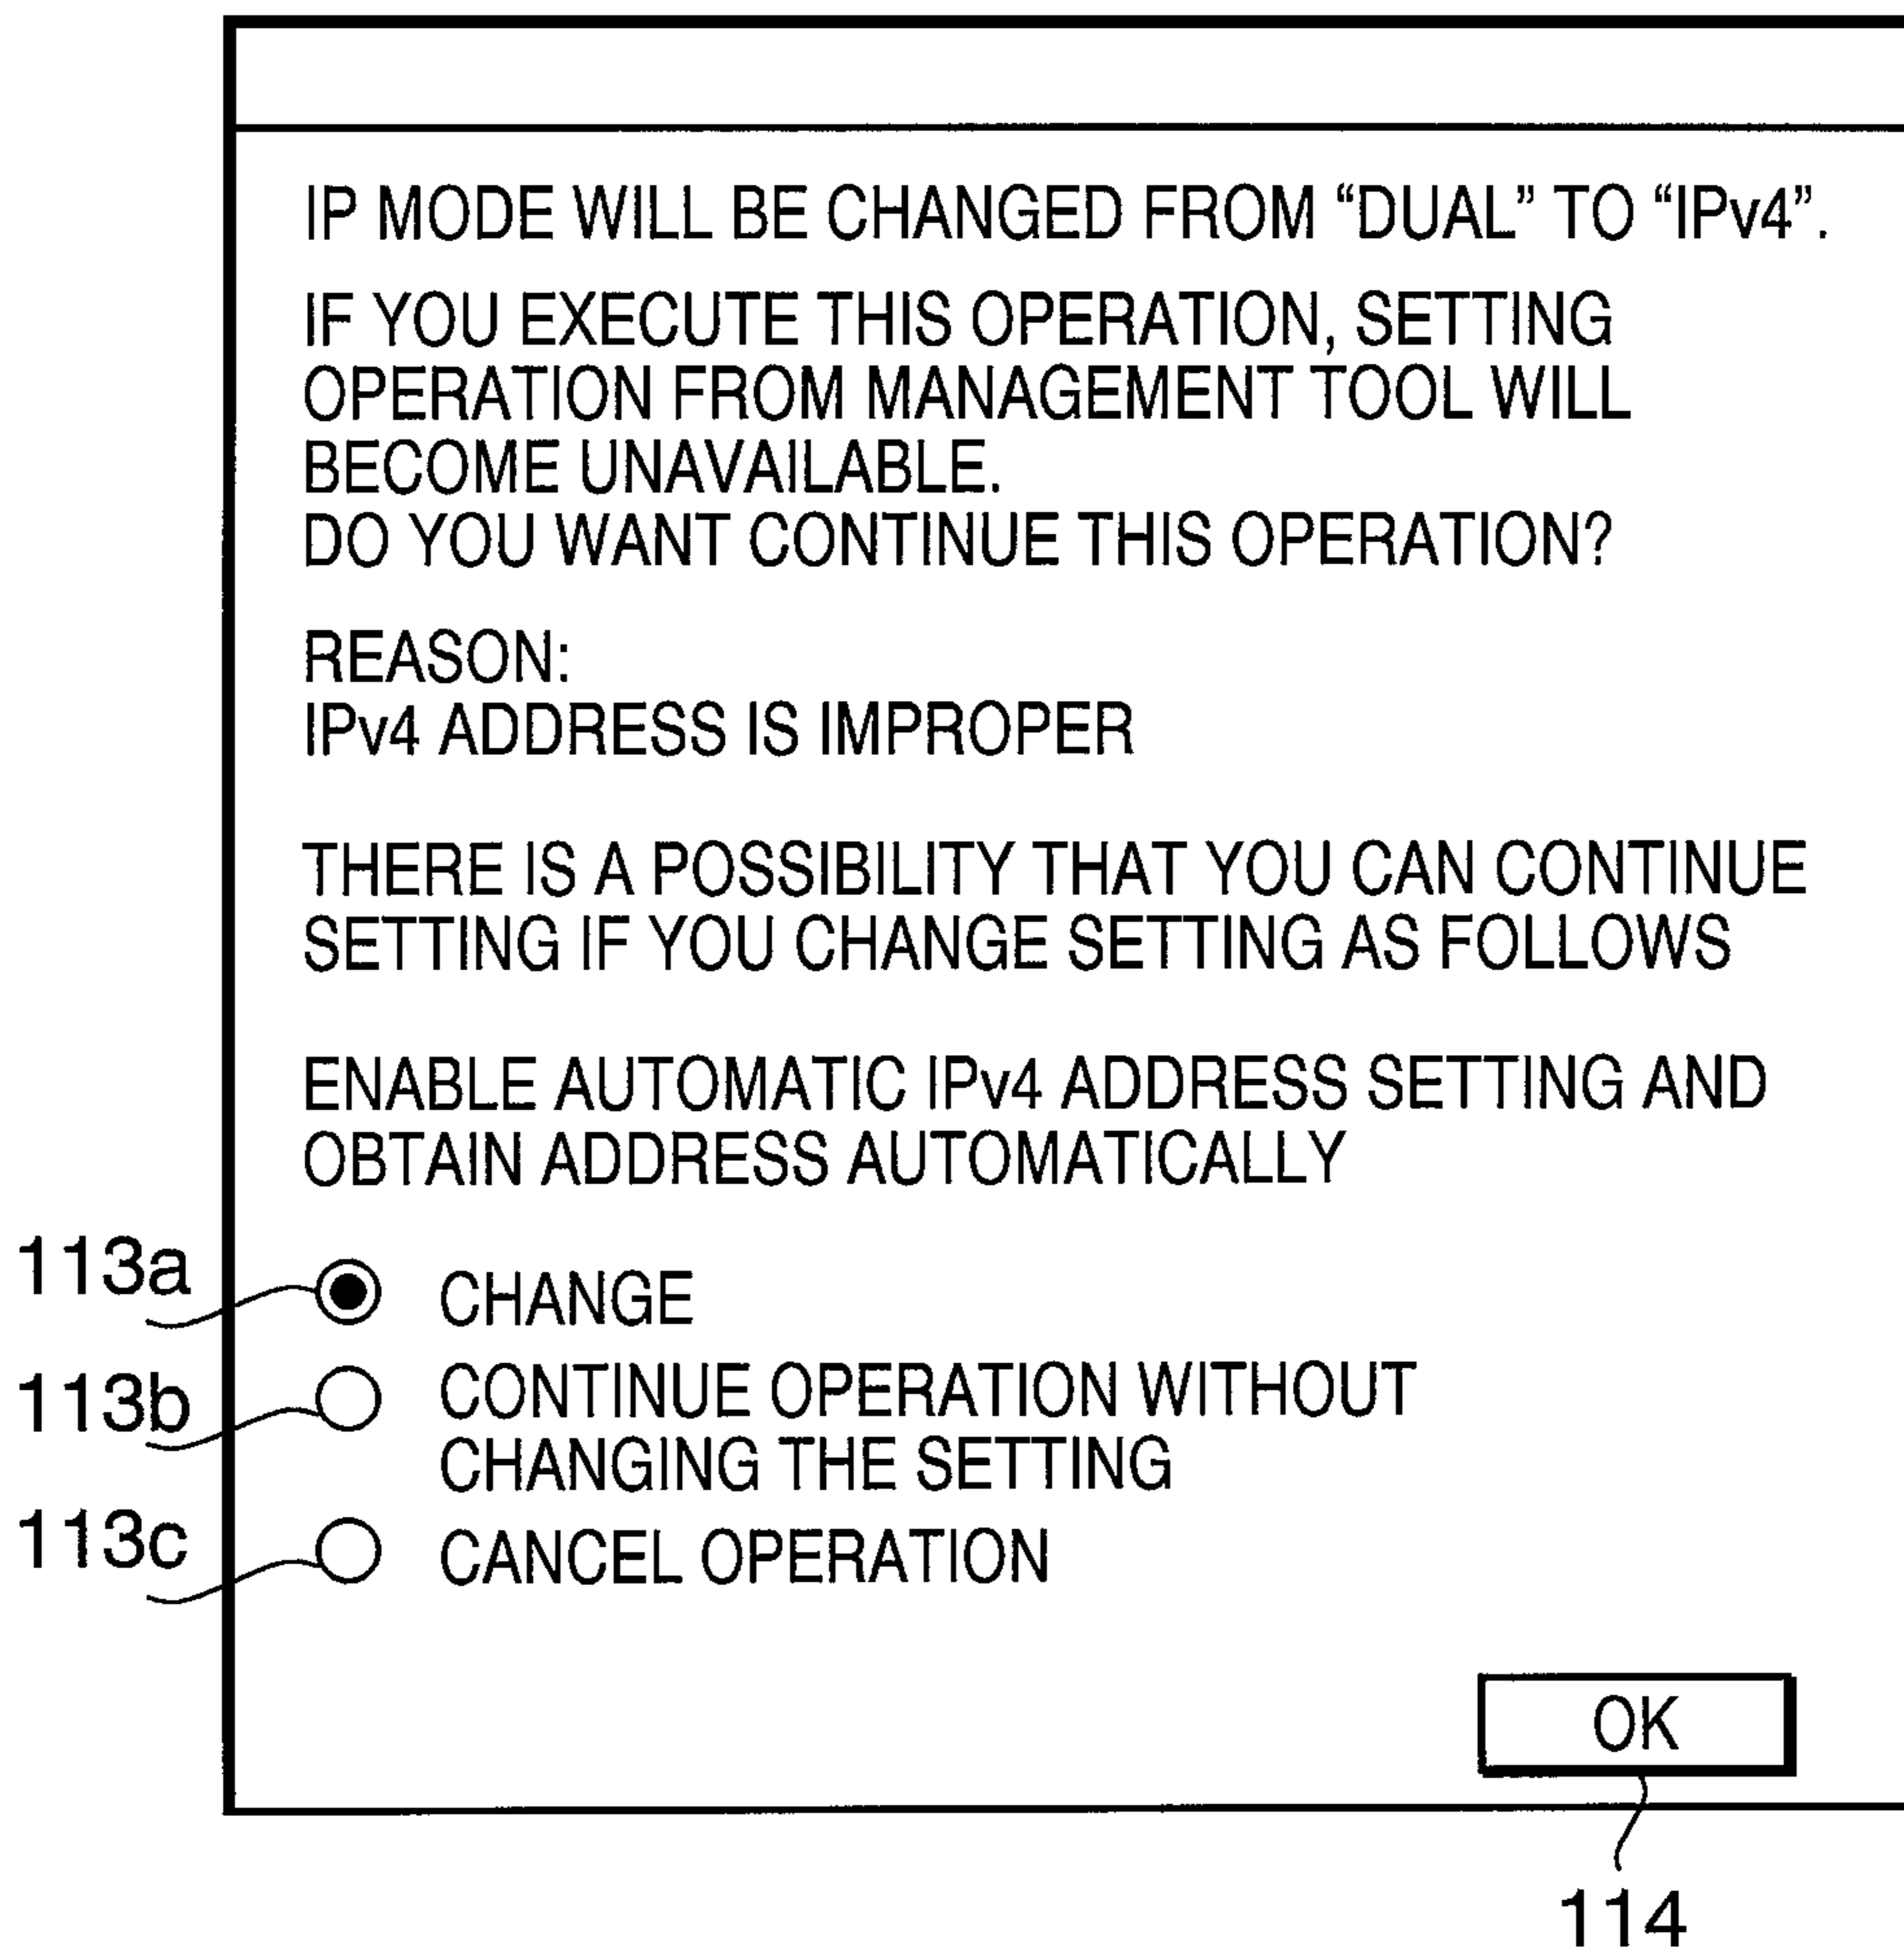 IP MODE WILL BE CHANGED FROM “DUAL” TO “IPv4”.
IF YOU EXECUTE THIS OPERATION, SETTING
OPERATION FROM MANAGEMENT TOOL WILL
BECOME UNAVAILABLE.
DO YOU WANT CONTINUE THIS OPERATION?
REASON:
IPv4 ADDRESS IS IMPROPER
THERE IS A POSSIBILITY THAT YOU CAN CONTINUE
SETTING IF YOU CHANGE SETTING AS FOLLOWS
ENABLE AUTOMATIC IPv4 ADDRESS SETTING AND
OBTAIN ADDRESS AUTOMATICALLY
113a CHANGE
113b CONTINUE OPERATION WITHOUT
CHANGING THE SETTING
113c CANCEL OPERATION
OK
114